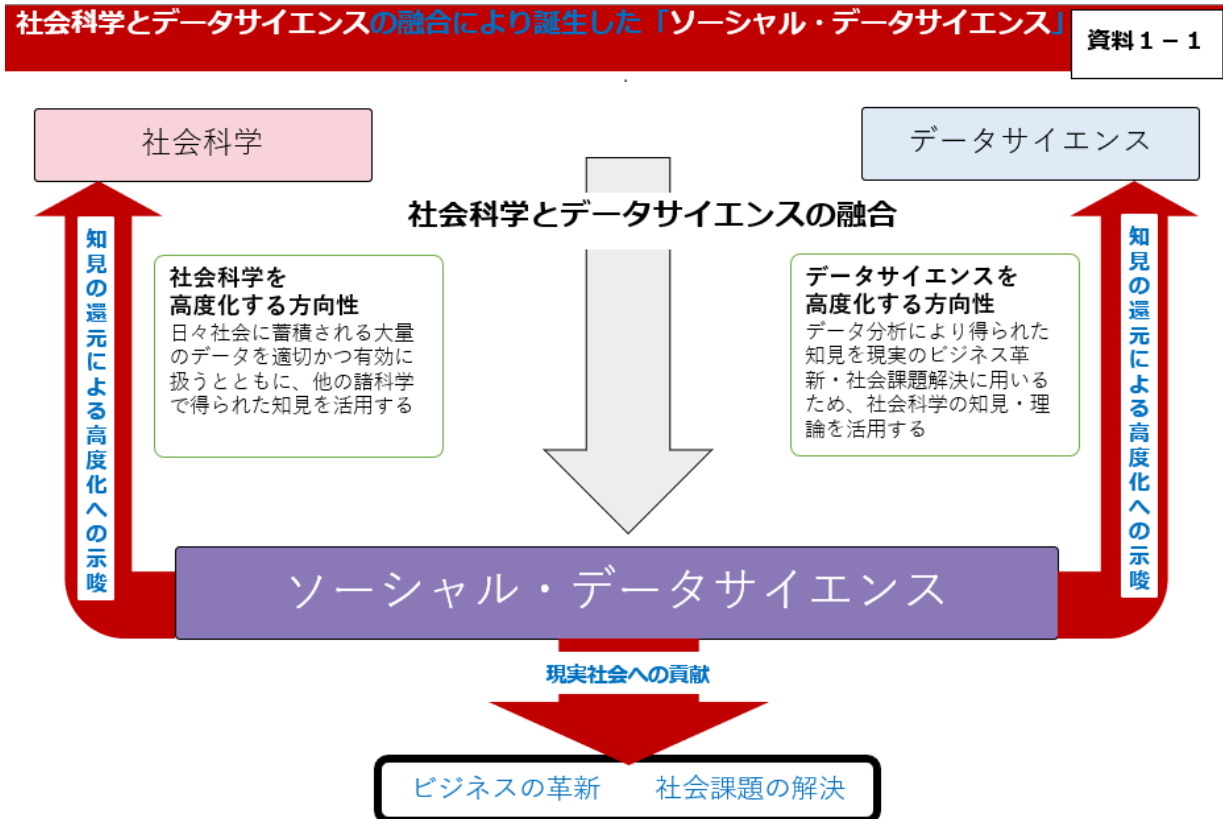 社会科学とデータサイエンスの融合により誕生した「ソーシャル・データサイエンス」
資料１－１
社会科学
データサイエンス
社会科学とデータサイエンスの融合
知見の還元による高度化への示唆
社会科学を
高度化する方向性
日々社会に蓄積される大量
のデータを適切かつ有効に
扱うとともに、他の諸科学
で得られた知見を活用する
データサイエンスを
高度化する方向性
データ分析により得られた
知見を現実のビジネス革
新・社会課題解決に用いる
ため、社会科学の知見・理
論を活用する
知見の還元による高度化への示唆
ソーシャル・データサイエンス
現実社会への貢献
ビジネスの革新　社会課題の解決